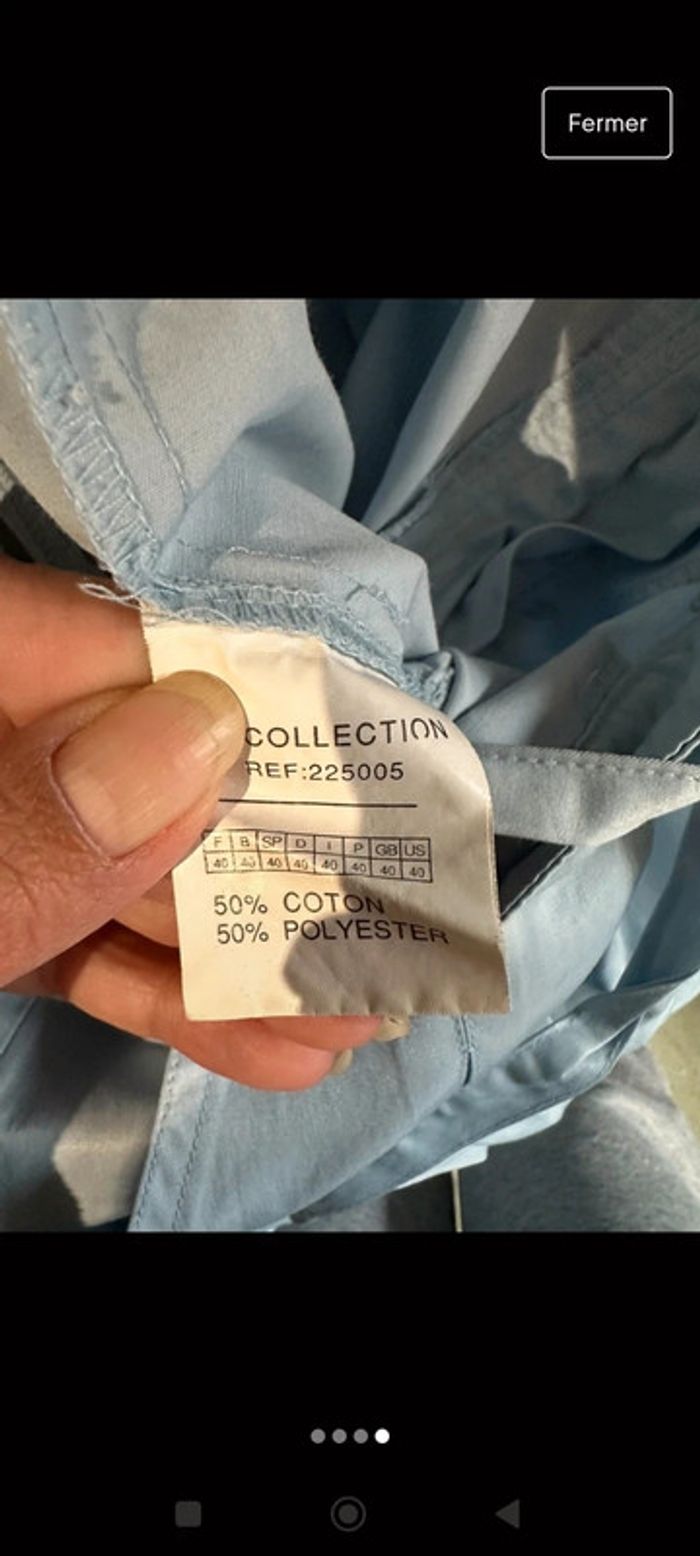 Fermer
COLLECTION
REF:225005
F B SP D I P GB US
40 40 40 40 40 40 40 40
50% COTON
50% POLYESTER